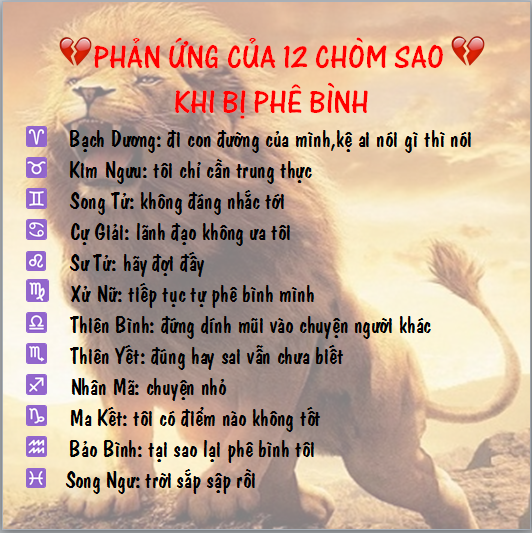 💔PHẢN ỨNG CỦA 12 CHÒM SAO💔
KHI BỊ PHÊ BÌNH
♈ Bạch Dương: đi con đường của mình,kệ ai nói gì thì nói
♉ Kim Ngưu: tôi chỉ cần trung thực
♊ Song Tử: không đáng nhắc tới
♋ Cự Giải: lãnh đạo không ưa tôi
♌ Sư Tử: hãy đợi đấy
♍ Xử Nữ: tiếp tục tự phê bình mình
♎ Thiên Bình: đừng dính mũi vào chuyện người khác
♏ Thiên Yết: đúng hay sai vẫn chưa biết
♐ Nhân Mã: chuyện nhỏ
♑ Ma Kết: tôi có điểm nào không tốt
♒ Bảo Bình: tại sao lại phê bình tôi
♓ Song Ngư: trời sắp sập rồi